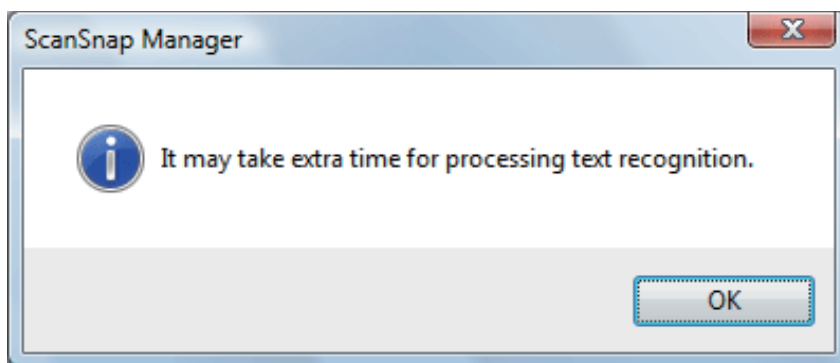 ScanSnap Manager
It may take extra time for processing text recognition.
OK